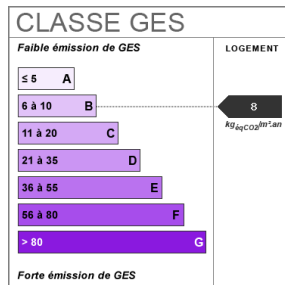 CLASSE GES
Faible émission de GES
LOGEMENT
≤ 5 A
6 à 10 B
8
kgéqCO2/m².an
11 à 20 C
21 à 35 D
36 à 55 E
56 à 80 F
> 80 G
Forte émission de GES